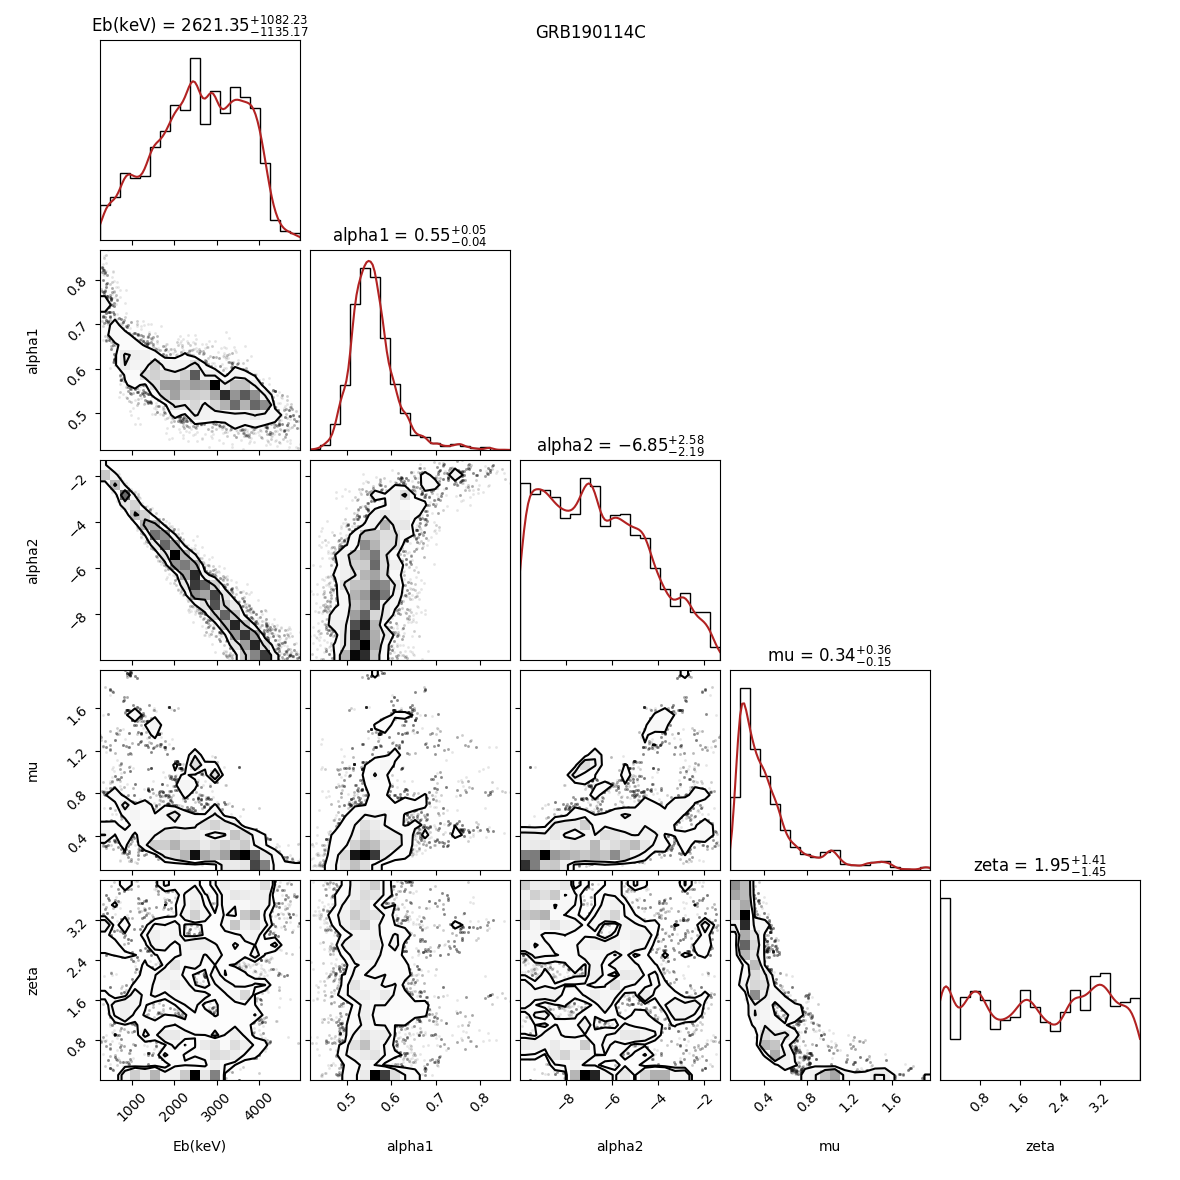 GRB190114C
Eb(keV) = 2621.35+1082.23−1135.17
alpha1 = 0.55+0.05−0.04
alpha2 = −6.85+2.58−2.19
mu = 0.34+0.36−0.15
zeta = 1.95+1.41−1.45
alpha1
0.8
0.7
0.6
0.5
alpha2
−2
−4
−6
−8
mu
1.6
1.2
0.8
0.4
zeta
3.2
2.4
1.6
0.8
1000 2000 3000 4000
0.5 0.6 0.7 0.8
−8 −6 −4 −2
0.4 0.8 1.2 1.6
0.8 1.6 2.4 3.2
Eb(keV) alpha1 alpha2 mu zeta